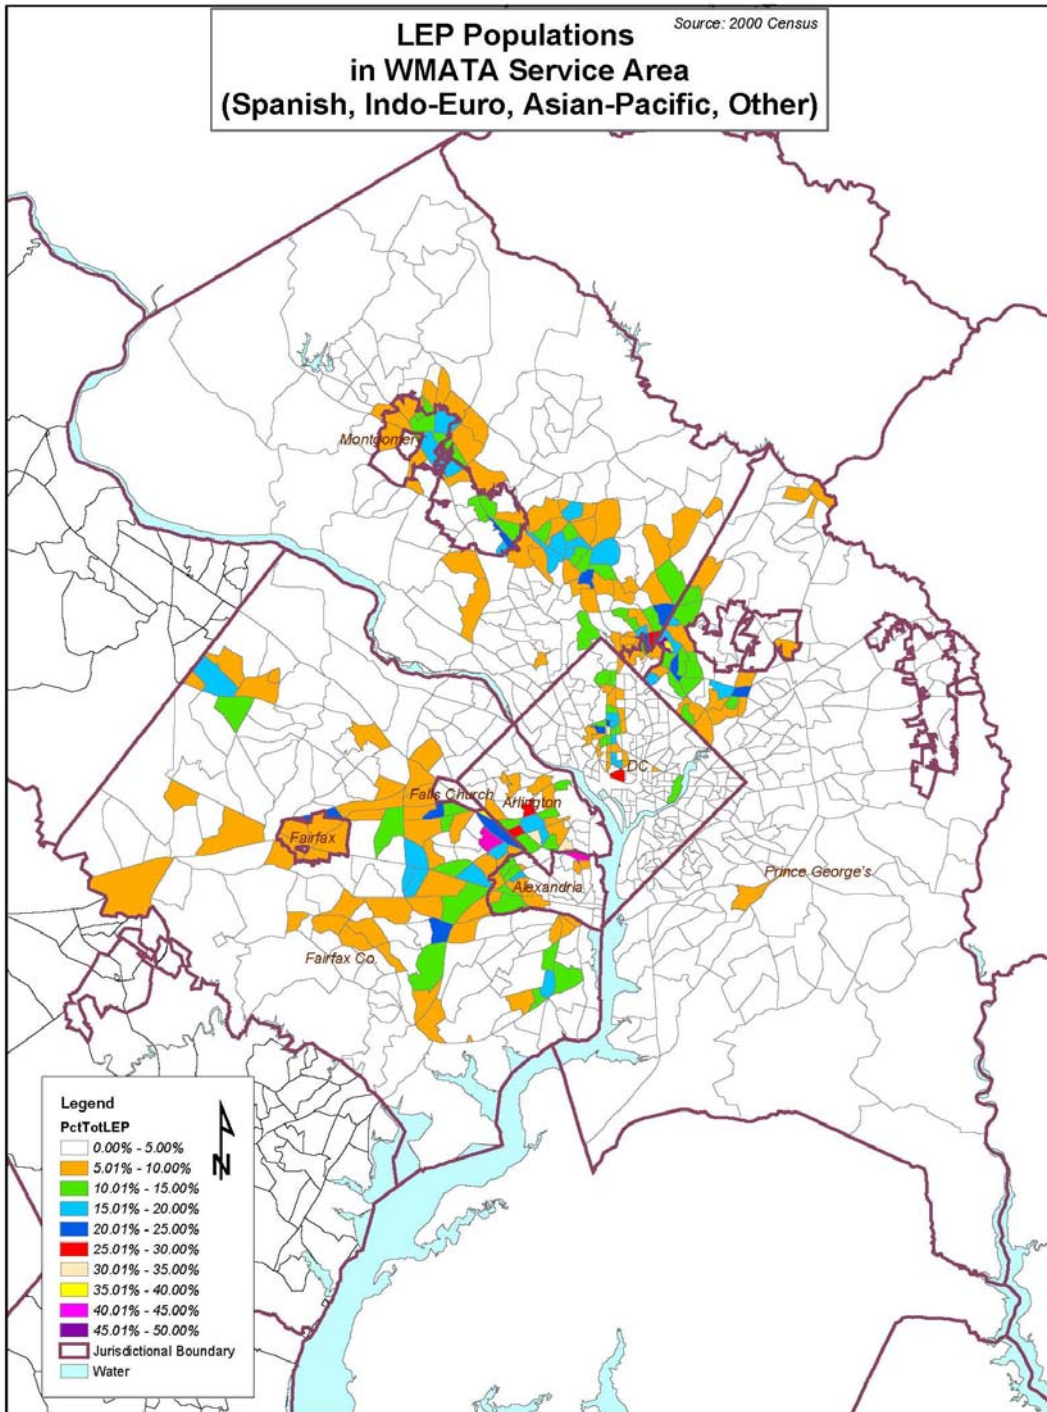 Source: 2000 Census
LEP Populations
in WMATA Service Area
(Spanish, Indo-Euro, Asian-Pacific, Other)
Montgomery
DC
Falls Church
Arlington
Fairfax
Prince George's
Alexandria
Fairfax Co.
Legend
PctTotLEP
0.00% - 5.00%
5.01% - 10.00%
10.01% - 15.00%
15.01% - 20.00%
20.01% - 25.00%
25.01% - 30.00%
30.01% - 35.00%
35.01% - 40.00%
40.01% - 45.00%
45.01% - 50.00%
Jurisdictional Boundary
Water
N